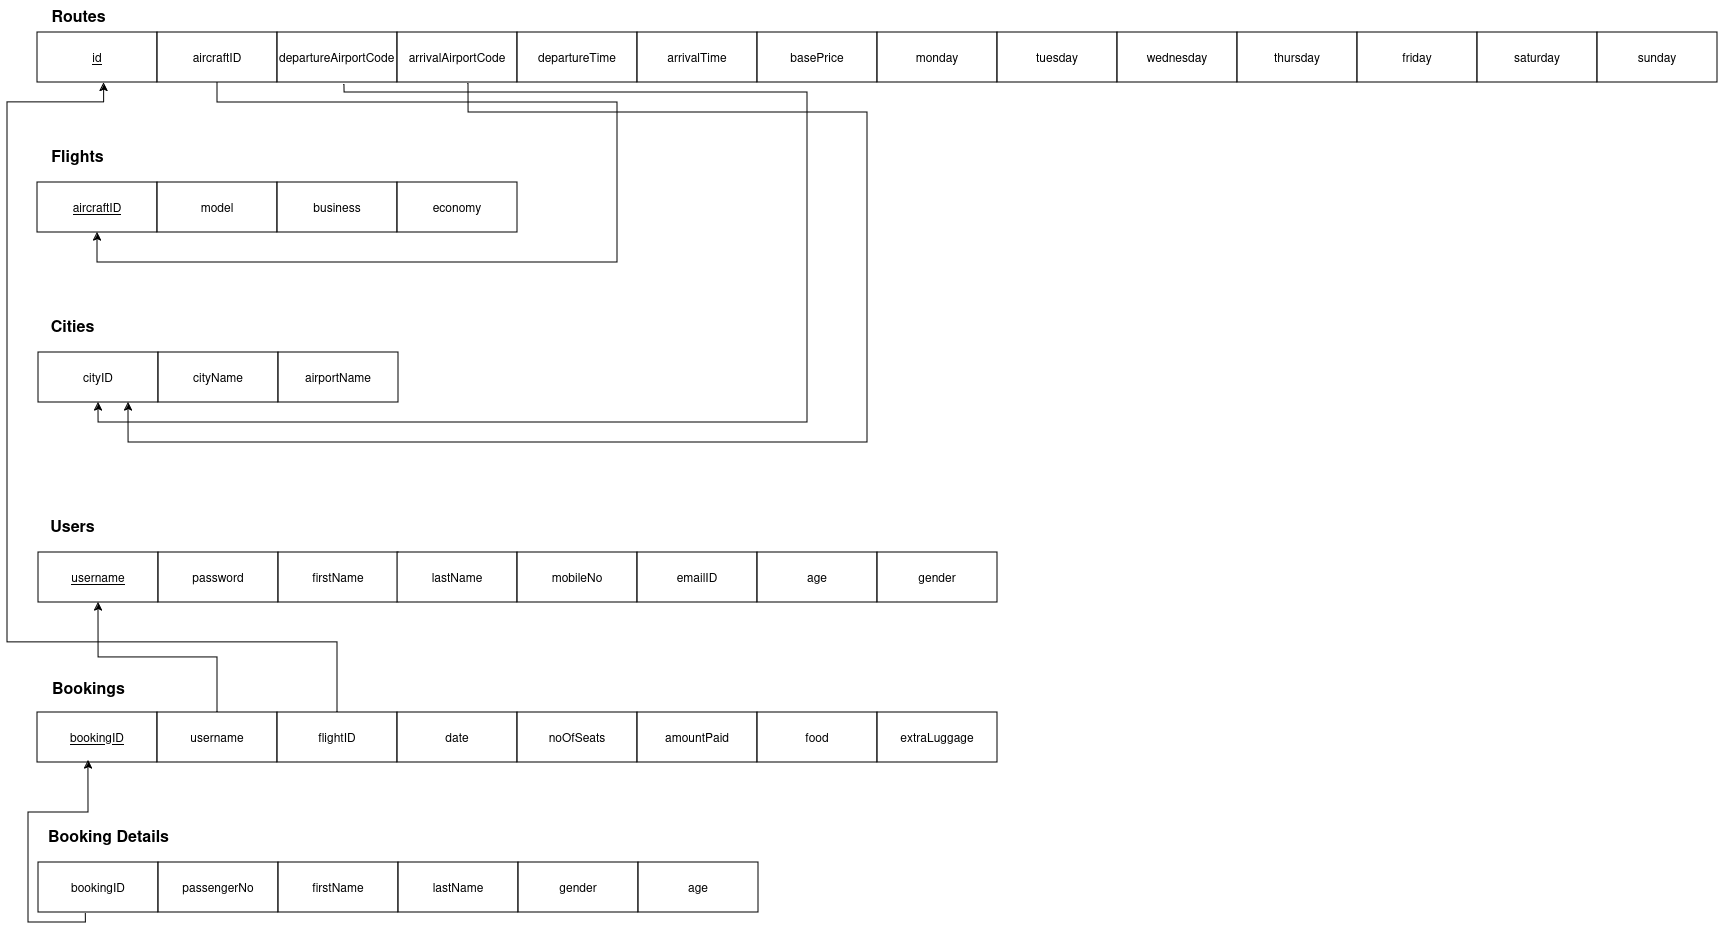 Routes
id aircraftID departureAirportCode arrivalAirportCode departureTime arrivalTime basePrice monday tuesday wednesday thursday friday saturday sunday
Flights
aircraftID model business economy
Cities
cityID cityName airportName
Users
username password firstName lastName mobileNo emailID age gender
Bookings
bookingID username flightID date noOfSeats amountPaid food extraLuggage
Booking Details
bookingID passengerNo firstName lastName gender age